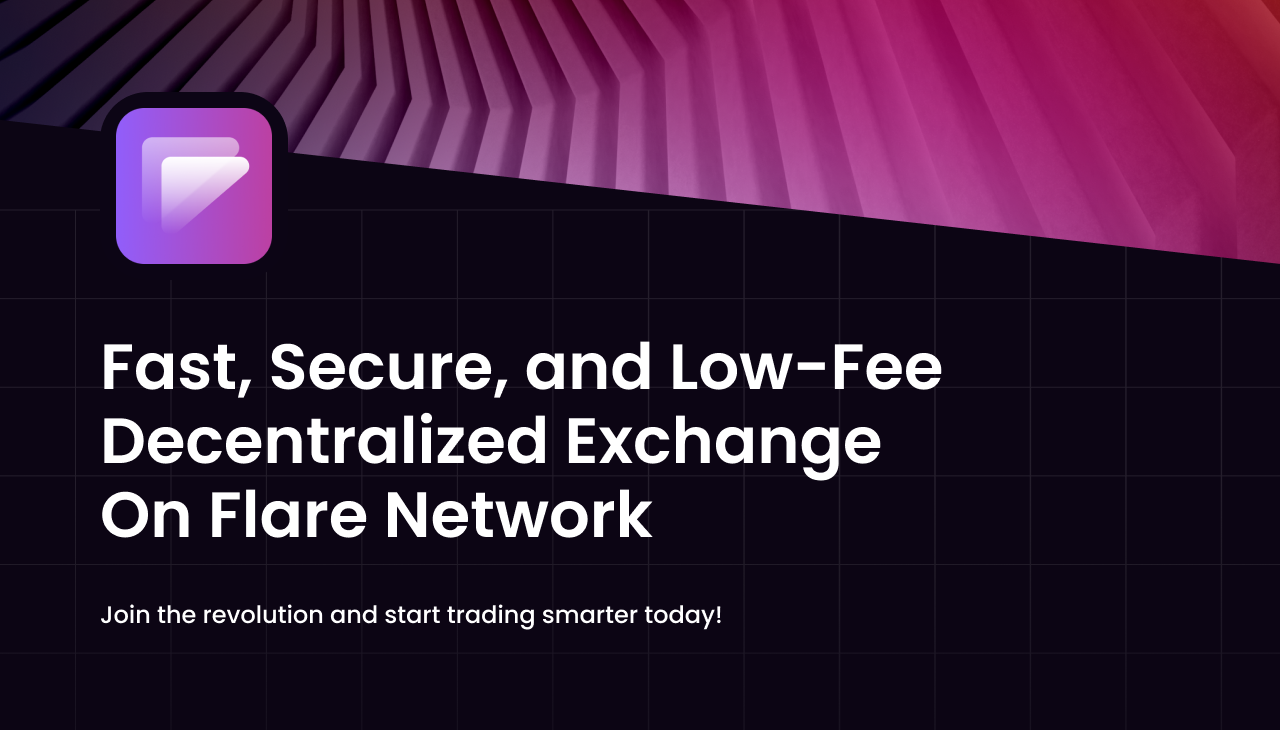 Fast, Secure, and Low-Fee
Decentralized Exchange
On Flare Network
Join the revolution and start trading smarter today!